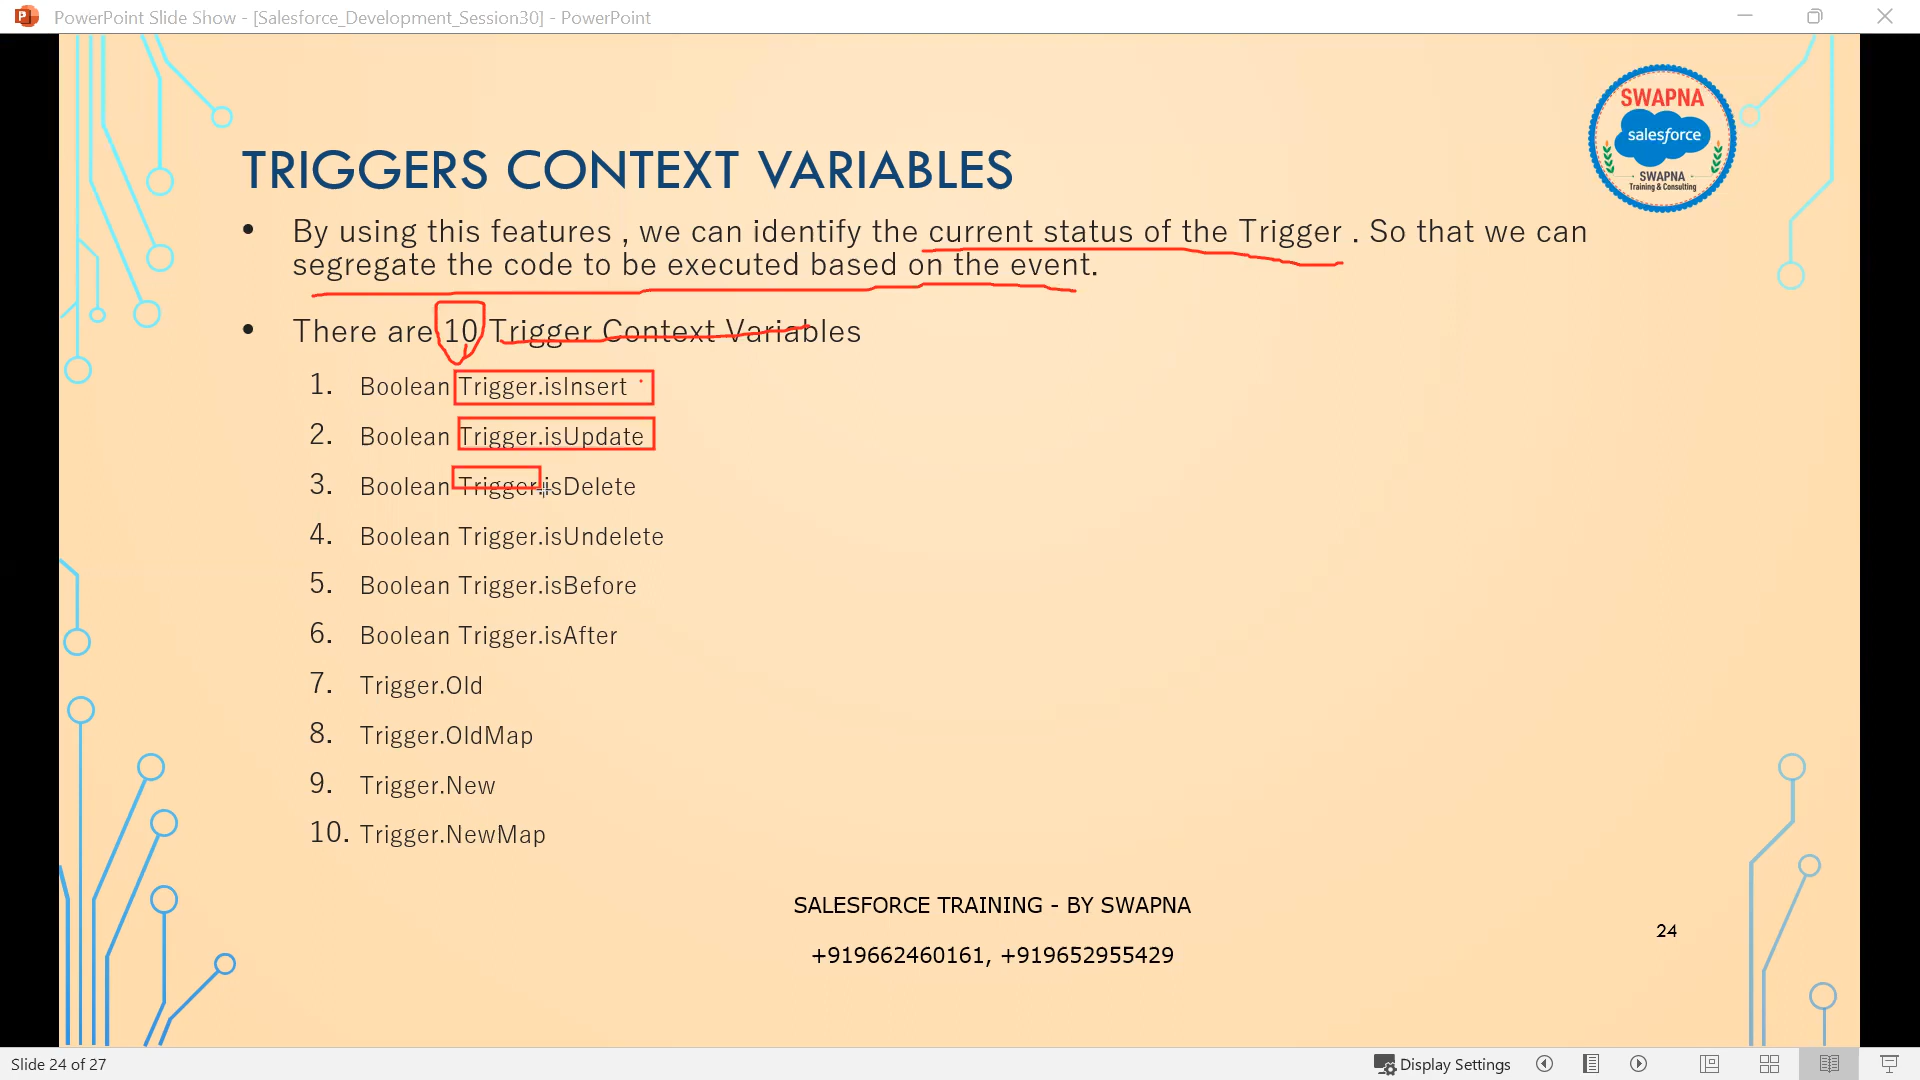 PowerPoint Slide Show - [Salesforce_Development_Session30] - PowerPoint
SWAPNA
salesforce
SWAPNA
Training & Consulting
TRIGGERS CONTEXT VARIABLES
• By using this features , we can identify the current status of the Trigger . So that we can
segregate the code to be executed based on the event.
• There are 10 Trigger Context Variables
1. Boolean Trigger.isInsert
2. Boolean Trigger.isUpdate
3. Boolean Trigger.isDelete
4. Boolean Trigger.isUndelete
5. Boolean Trigger.isBefore
6. Boolean Trigger.isAfter
7. Trigger.Old
8. Trigger.OldMap
9. Trigger.New
10. Trigger.NewMap
SALESFORCE TRAINING - BY SWAPNA
24
+919662460161, +919652955429
Slide 24 of 27
Display Settings